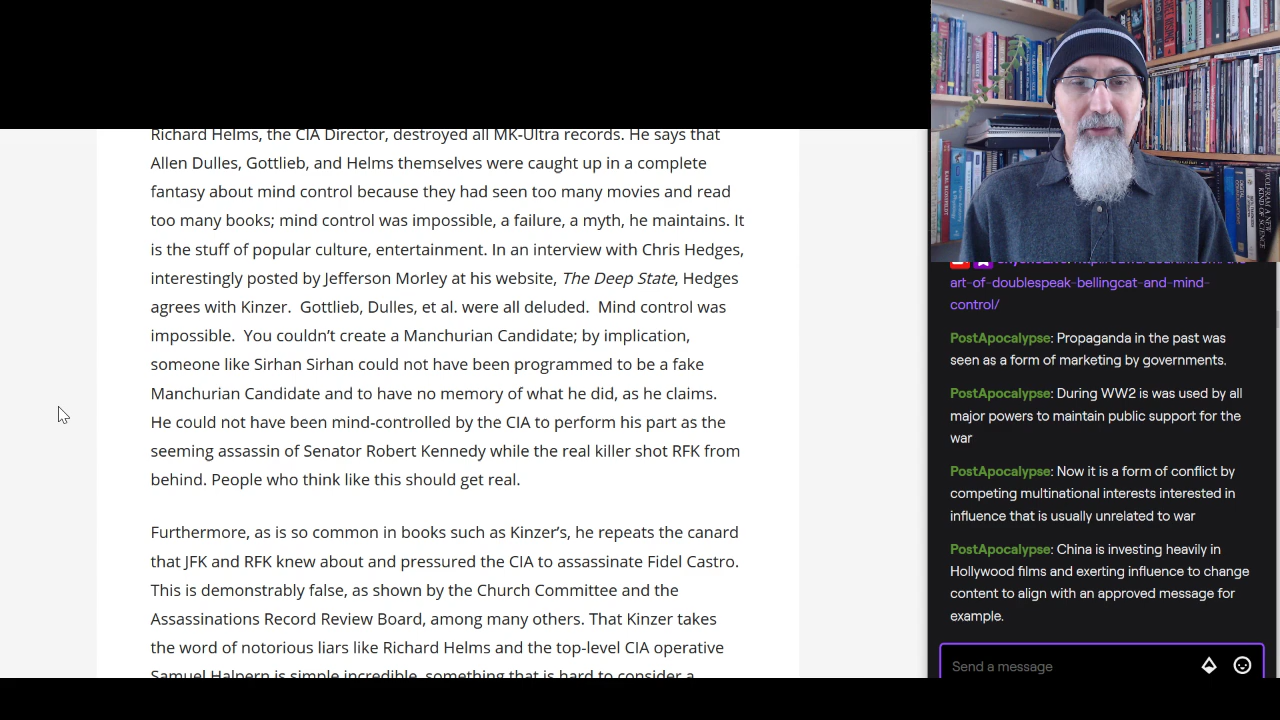 Richard Helms, the CIA Director, destroyed all MK-Ultra records. He says that
Allen Dulles, Gottlieb, and Helms themselves were caught up in a complete
fantasy about mind control because they had seen too many movies and read
too many books; mind control was impossible, a failure, a myth, he maintains. It
is the stuff of popular culture, entertainment. In an interview with Chris Hedges,
interestingly posted by Jefferson Morley at his website, The Deep State, Hedges
agrees with Kinzer.  Gottlieb, Dulles, et al. were all deluded.  Mind control was
impossible.  You couldn’t create a Manchurian Candidate; by implication,
someone like Sirhan Sirhan could not have been programmed to be a fake
Manchurian Candidate and to have no memory of what he did, as he claims.
He could not have been mind-controlled by the CIA to perform his part as the
seeming assassin of Senator Robert Kennedy while the real killer shot RFK from
behind. People who think like this should get real.
Furthermore, as is so common in books such as Kinzer’s, he repeats the canard
that JFK and RFK knew about and pressured the CIA to assassinate Fidel Castro.
This is demonstrably false, as shown by the Church Committee and the
Assassinations Record Review Board, among many others. That Kinzer takes
the word of notorious liars like Richard Helms and the top-level CIA operative
Samuel Halpern is simple incredible, something that is hard to consider a
art-of-doublespeak-bellingcat-and-mind-
control/
PostApocalypse: Propaganda in the past was
seen as a form of marketing by governments.
PostApocalypse: During WW2 is was used by all
major powers to maintain public support for the
war
PostApocalypse: Now it is a form of conflict by
competing multinational interests interested in
influence that is usually unrelated to war
PostApocalypse: China is investing heavily in
Hollywood films and exerting influence to change
content to align with an approved message for
example.
Send a message
WOLFRAM A NEW KIND OF SCIENCE